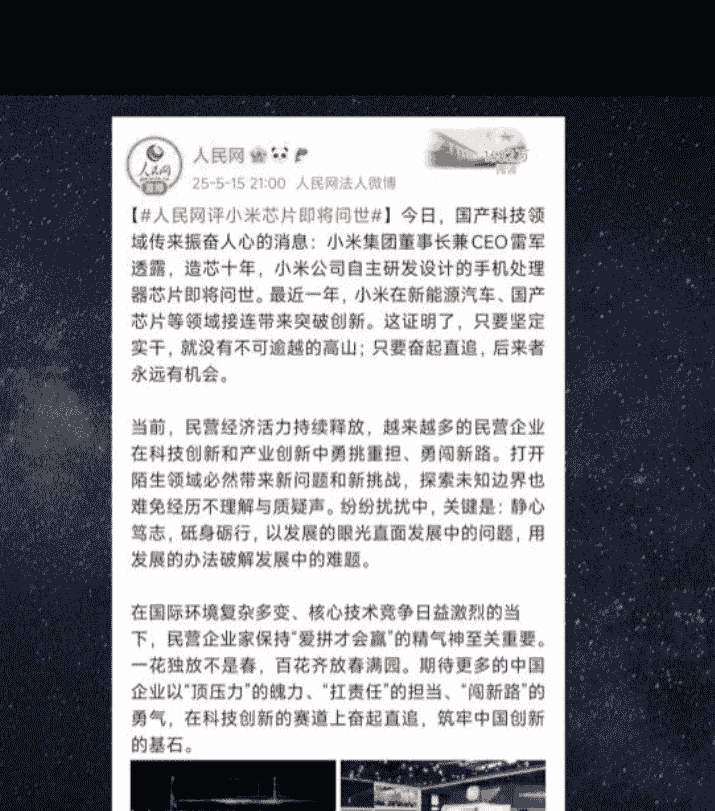 人民网
人民网
25-5-15 21:00 人民网法人微博
阅读
【#人民网评小米芯片即将问世#】今日，国产科技领
域传来振奋人心的消息：小米集团董事长兼CEO雷军
透露，造芯十年，小米公司自主研发设计的手机处理
器芯片即将问世。最近一年，小米在新能源汽车、国产
芯片等领域接连带来突破创新。这证明了，只要坚定
实干，就没有不可逾越的高山；只要奋起直追，后来者
永远有机会。
当前，民营经济活力持续释放，越来越多的民营企业
在科技创新和产业创新中勇挑重担、勇闯新路。打开
陌生领域必然带来新问题和新挑战，探索未知边界也
难免经历不理解与质疑声。纷纷扰扰中，关键是：静心
笃志，砥身砺行，以发展的眼光直面发展中的问题，用
发展的办法破解发展中的难题。
在国际环境复杂多变、核心技术竞争日益激烈的当
下，民营企业家保持“爱拼才会赢”的精气神至关重要。
一花独放不是春，百花齐放春满园。期待更多的中国
企业以“顶压力”的魄力、“扛责任”的担当、“闯新路”的
勇气，在科技创新的赛道上奋起直追，筑牢中国创新
的基石。